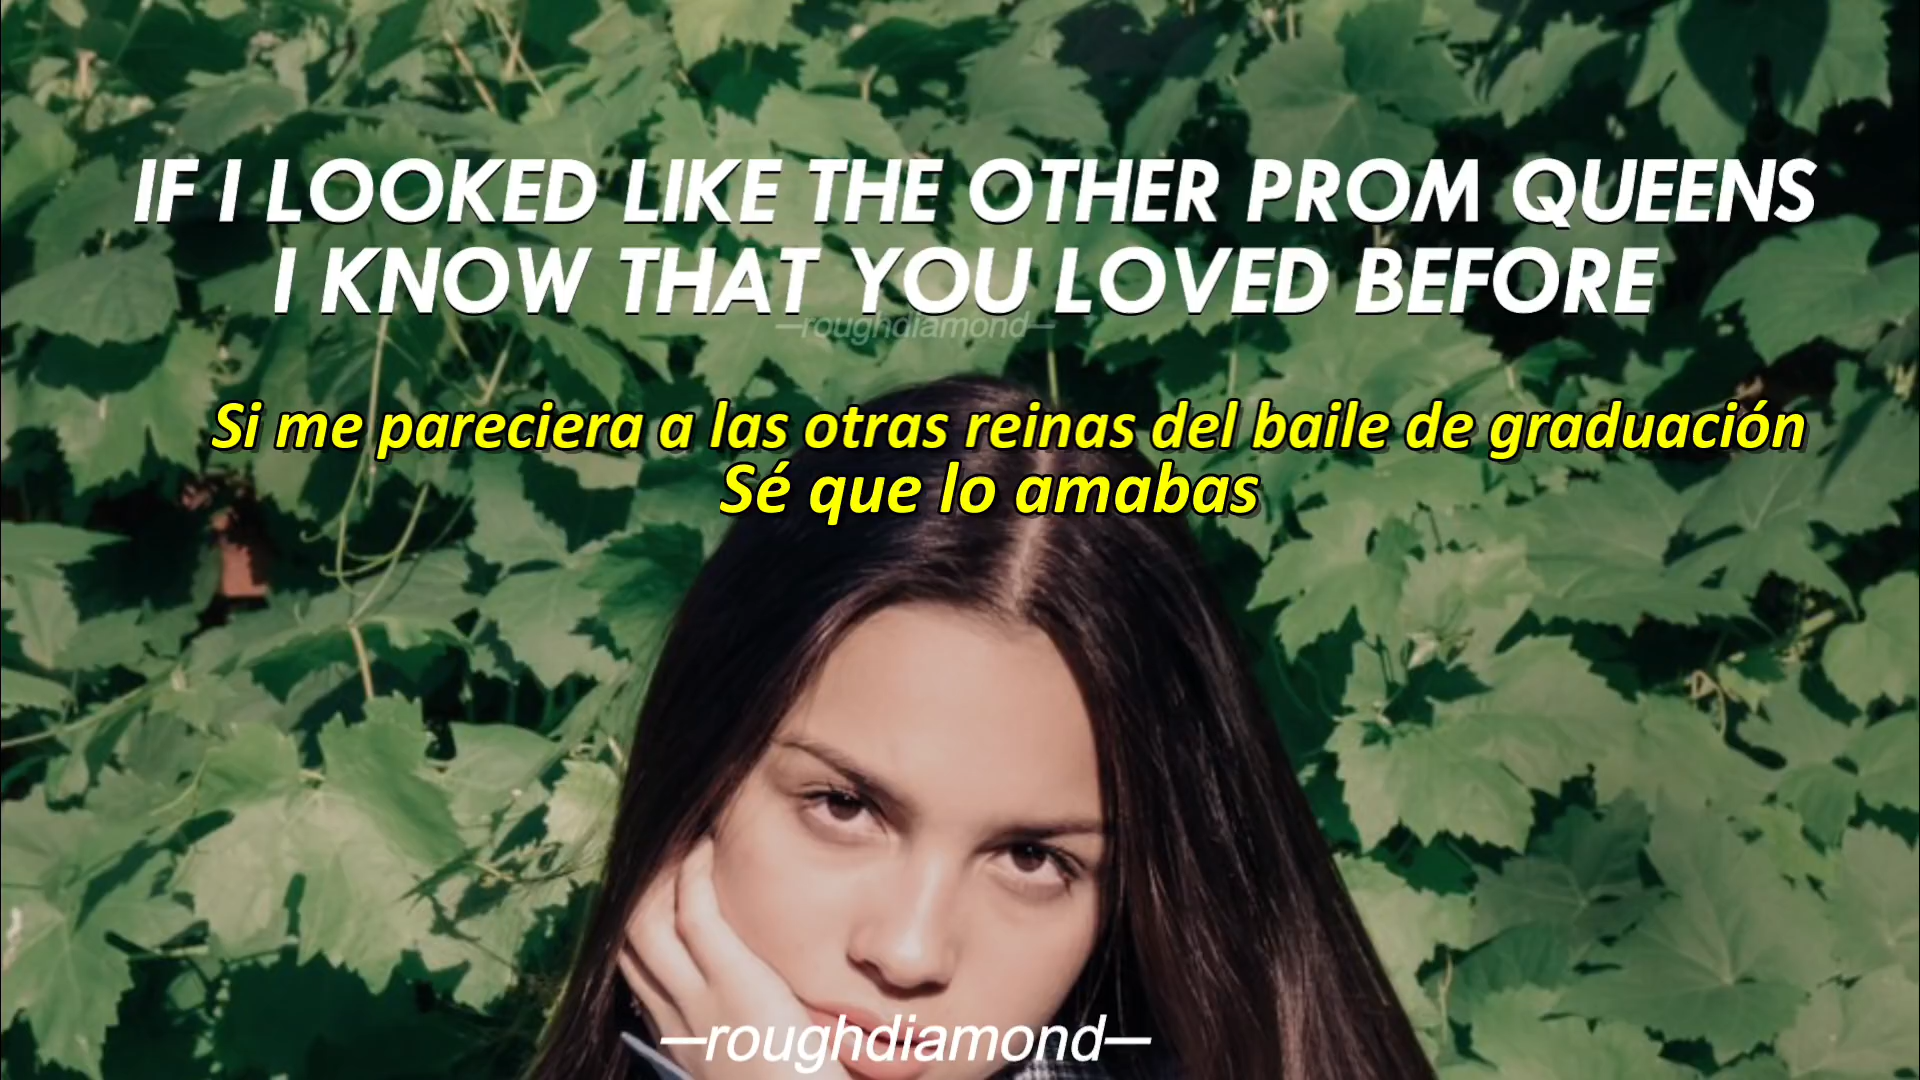 IF I LOOKED LIKE THE OTHER PROM QUEENS
I KNOW THAT YOU LOVED BEFORE
—roughdiamond—
Si me pareciera a las otras reinas del baile de graduación
Sé que lo amabas
—roughdiamond—